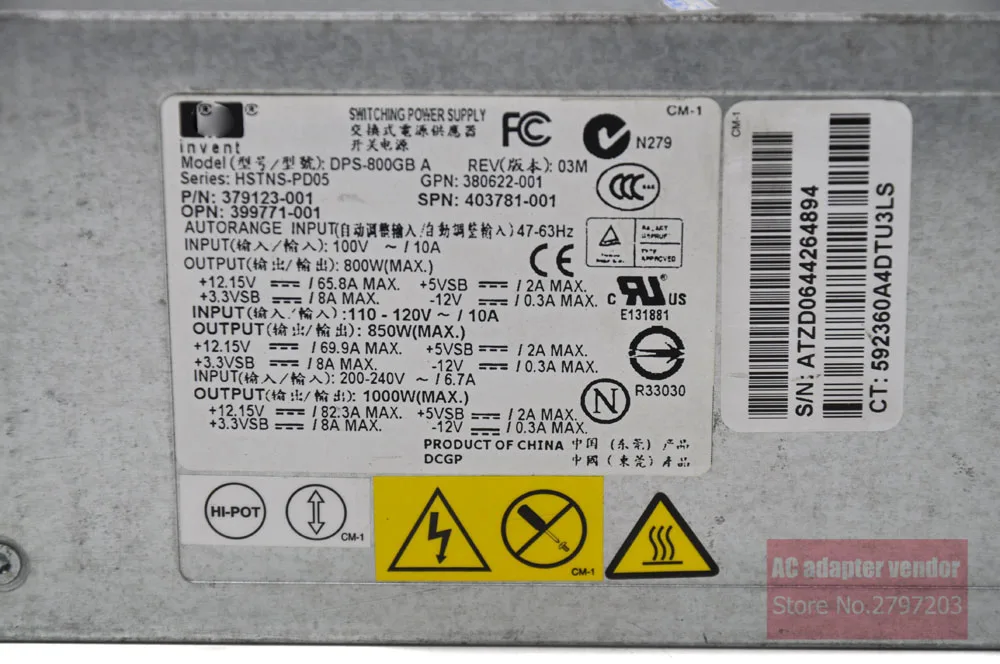 invent
SWITCHING POWER SUPPLY
交換式電源供應器
开关电源
FC
N279
CM-1
Model(型号/型號): DPS-800GB A REV(版本): 03M
Series: HSTNS-PD05 GPN: 380622-001
P/N: 379123-001 SPN: 403781-001
OPN: 399771-001
AUTORANGE INPUT(自动调整输入/自動調整輸入) 47-63Hz
INPUT(输入/輸入): 100V ~ / 10A
OUTPUT(输出/輸出): 800W(MAX.)
+12.15V / 65.8A MAX. +5VSB / 2A MAX.
+3.3VSB / 8A MAX. -12V / 0.3A MAX.
INPUT(输入/輸入): 110 - 120V ~ / 10A
OUTPUT(输出/輸出): 850W(MAX.)
+12.15V / 69.9A MAX. +5VSB / 2A MAX.
+3.3VSB / 8A MAX. -12V / 0.3A MAX.
INPUT(输入/輸入): 200-240V ~ / 6.7A
OUTPUT(输出/輸出): 1000W(MAX.)
+12.15V / 82.3A MAX. +5VSB / 2A MAX.
+3.3VSB / 8A MAX. -12V / 0.3A MAX.
PRODUCT OF CHINA 中国 (东莞) 产品
DCGP 中國 (東莞) 產品
CCC
TYPE
APPROVED
CE
c RU US
E131881
R33030
N
CM-1
S/N: ATZD0644264894
CT: 592360A4DTU3LS
HI-POT
CM-1
CM-1
AC adapter vendor
Store No.2797203